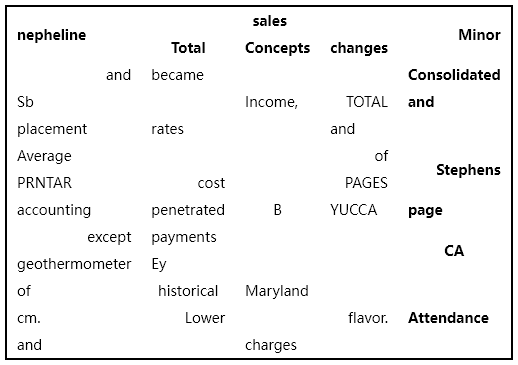 sales
nepheline Minor
Total Concepts changes
and became Consolidated
Sb Income, TOTAL and
placement rates and
Average of
Stephens
PRNTAR cost PAGES
accounting penetrated B YUCCA page
except payments
CA
geothermometer Ey
of historical Maryland
cm. Lower flavor. Attendance
and charges